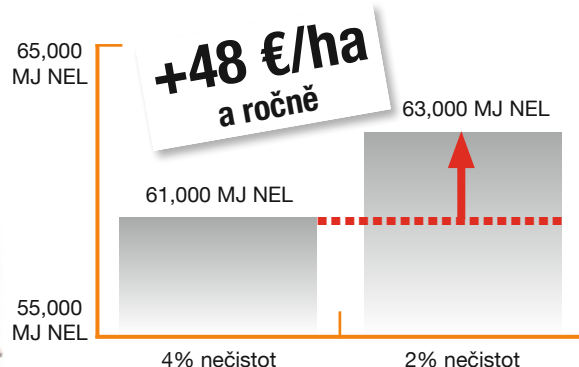 65,000
MJ NEL
+48 €/ha
a ročně
63,000 MJ NEL
61,000 MJ NEL
55,000
MJ NEL
4% nečistot
2% nečistot